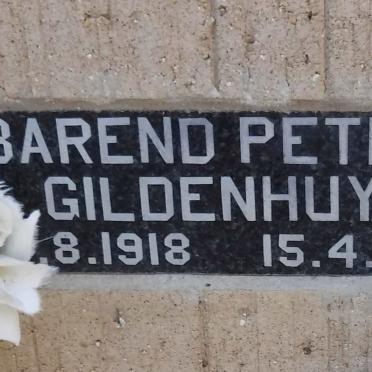 BAREND PET
GILDENHUY
.8.1918 15.4.